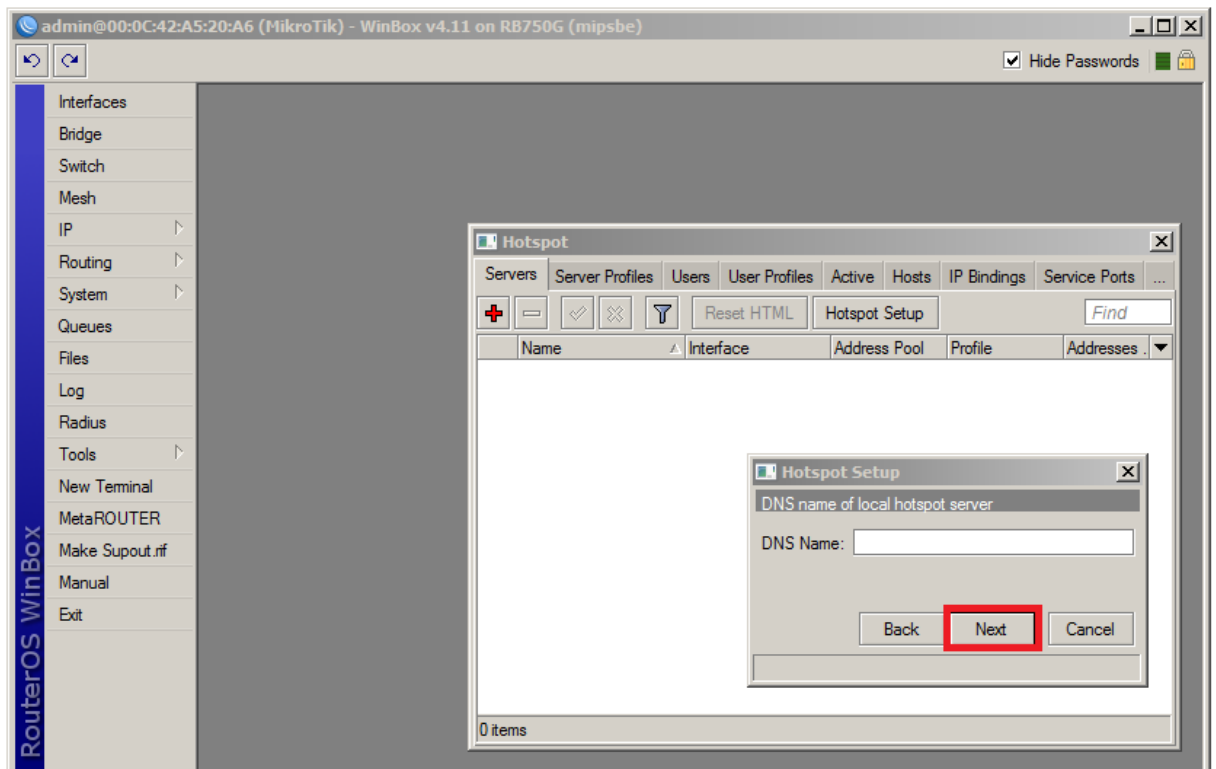 admin@00:0C:42:A5:20:A6 (MikroTik) - WinBox v4.11 on RB750G (mipsbe)
Hide Passwords
Interfaces
Bridge
Switch
Mesh
IP
Routing
System
Queues
Files
Log
Radius
Tools
New Terminal
MetaROUTER
Make Supout.rif
Manual
Exit
RouterOS WinBox
Hotspot
Servers Server Profiles Users User Profiles Active Hosts IP Bindings Service Ports ...
Reset HTML Hotspot Setup Find
Name Interface Address Pool Profile Addresses .
Hotspot Setup
DNS name of local hotspot server
DNS Name:
Back Next Cancel
0 items